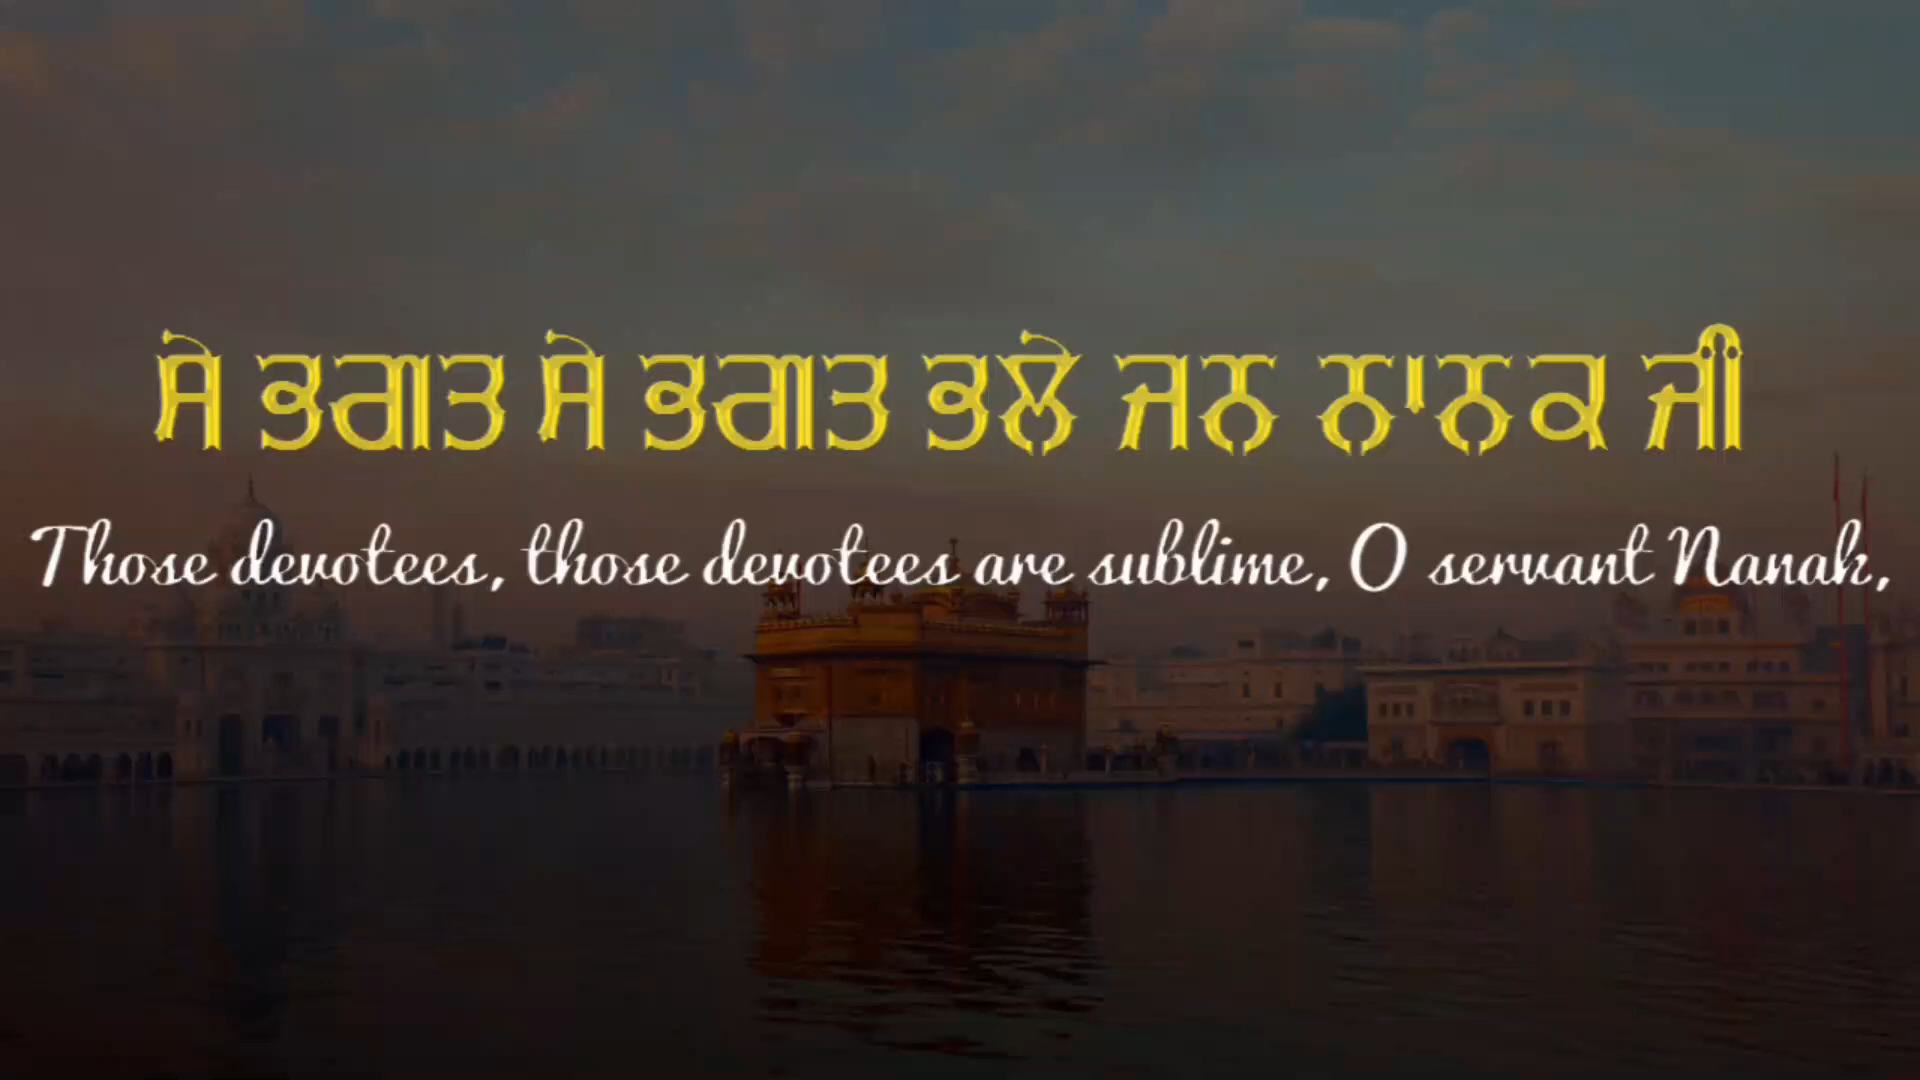 ਸੇ ਭਗਤ ਸੇ ਭਗਤ ਭਲੇ ਜਨ ਨਾਨਕ ਜੀ
Those devotees, those devotees are sublime, O servant Nanak,